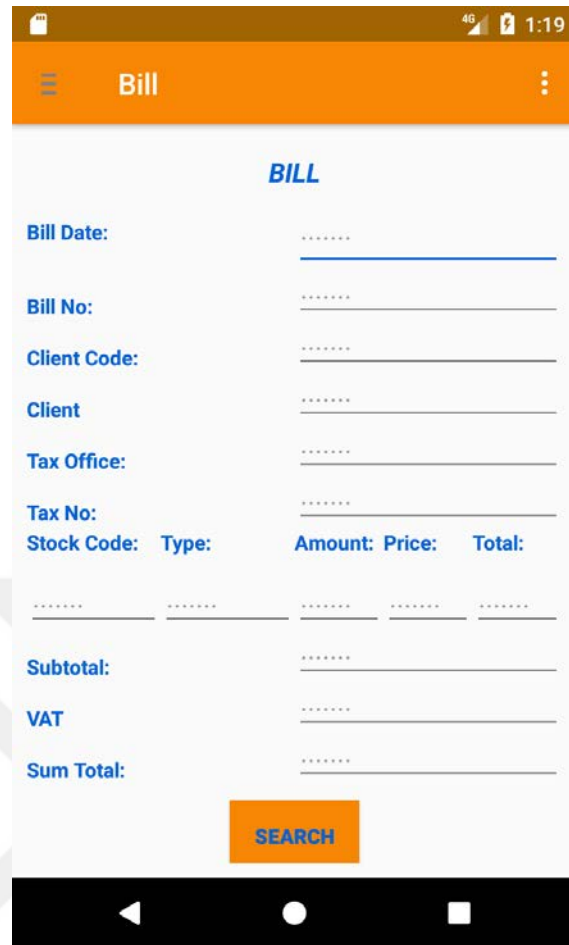 4G 1:19
Bill
BILL
Bill Date: .......
Bill No: .......
Client Code: .......
Client .......
Tax Office: .......
Tax No: .......
Stock Code: Type: Amount: Price: Total:
....... ....... ....... ....... .......
Subtotal: .......
VAT .......
Sum Total: .......
SEARCH